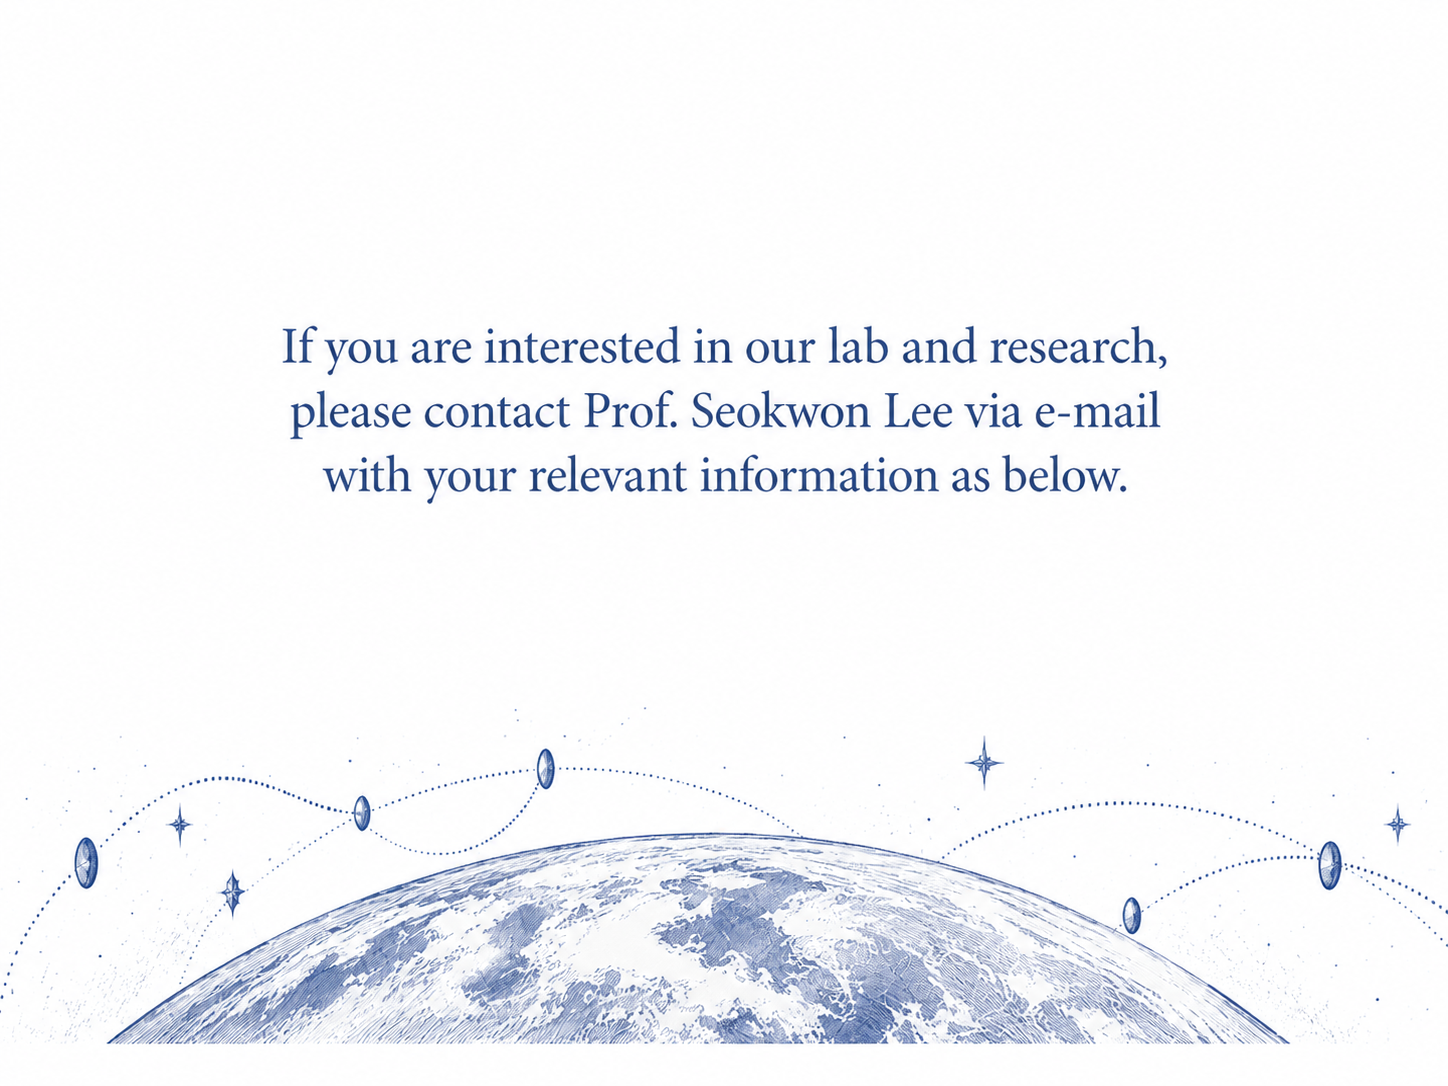 If you are interested in our lab and research,
please contact Prof. Seokwon Lee via e-mail
with your relevant information as below.